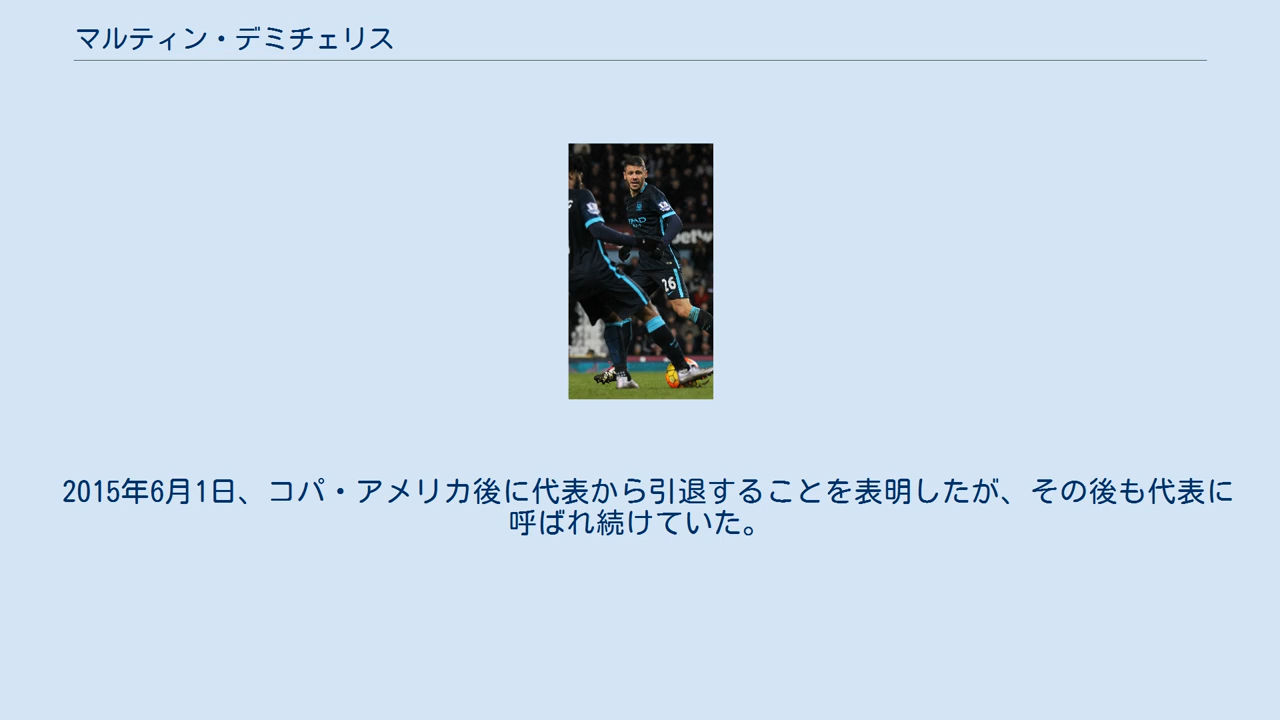 マルティン・デミチェリス
26
2015年6月1日、コパ・アメリカ後に代表から引退することを表明したが、その後も代表に
呼ばれ続けていた。